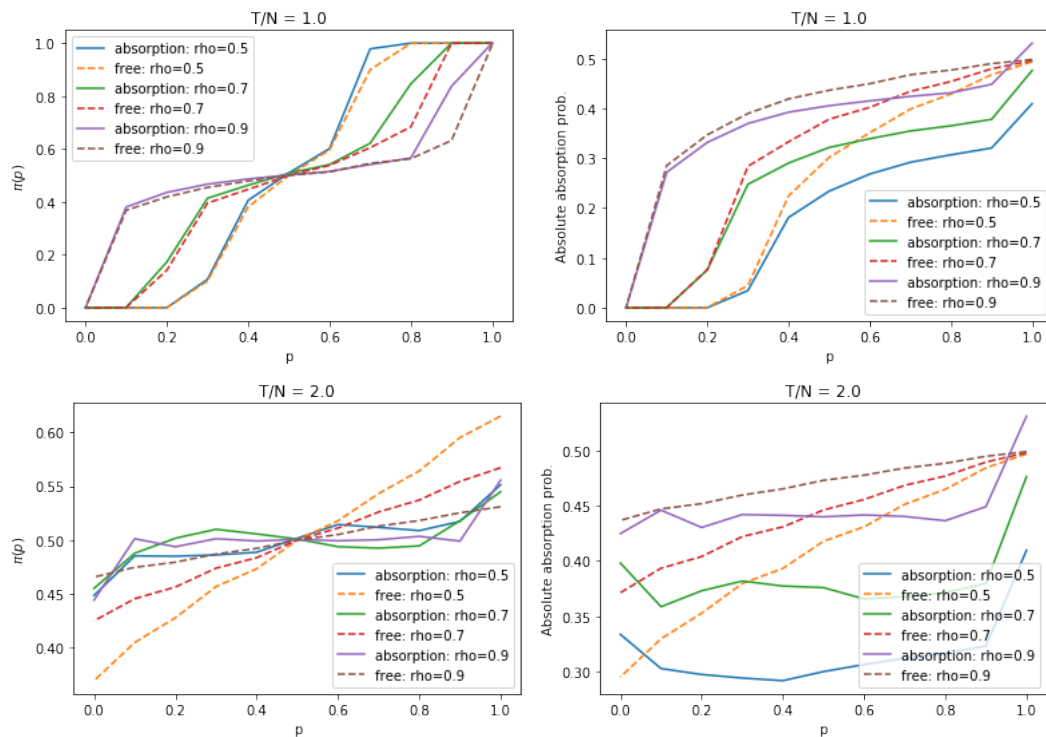 T/N = 1.0
1.0
0.8
0.6
0.4
0.2
0.0
π(p)
absorption: rho=0.5
free: rho=0.5
absorption: rho=0.7
free: rho=0.7
absorption: rho=0.9
free: rho=0.9
0.0 0.2 0.4 0.6 0.8 1.0
p
T/N = 1.0
0.5
0.4
0.3
0.2
0.1
0.0
Absolute absorption prob.
absorption: rho=0.5
free: rho=0.5
absorption: rho=0.7
free: rho=0.7
absorption: rho=0.9
free: rho=0.9
0.0 0.2 0.4 0.6 0.8 1.0
p
T/N = 2.0
0.60
0.55
0.50
0.45
0.40
π(p)
absorption: rho=0.5
free: rho=0.5
absorption: rho=0.7
free: rho=0.7
absorption: rho=0.9
free: rho=0.9
0.0 0.2 0.4 0.6 0.8 1.0
p
T/N = 2.0
0.50
0.45
0.40
0.35
0.30
Absolute absorption prob.
absorption: rho=0.5
free: rho=0.5
absorption: rho=0.7
free: rho=0.7
absorption: rho=0.9
free: rho=0.9
0.0 0.2 0.4 0.6 0.8 1.0
p